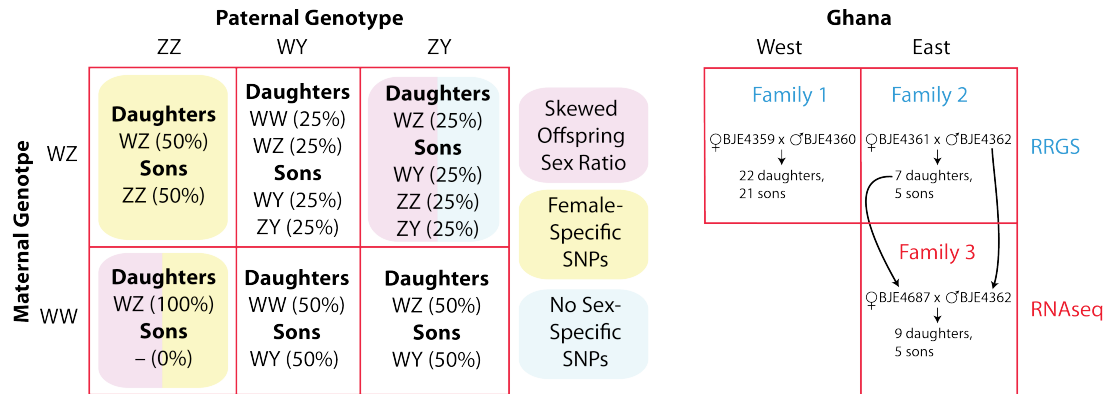 Paternal Genotype
ZZ
WY
ZY
Maternal Genotpe
WZ
WW
Daughters
WZ (50%)
Sons
ZZ (50%)
Daughters
WW (25%)
WZ (25%)
Sons
WY (25%)
ZY (25%)
Daughters
WZ (25%)
Sons
WY (25%)
ZZ (25%)
ZY (25%)
Daughters
WZ (100%)
Sons
– (0%)
Daughters
WW (50%)
Sons
WY (50%)
Daughters
WZ (50%)
Sons
WY (50%)
Skewed
Offspring
Sex Ratio
Female-
Specific
SNPs
No Sex-
Specific
SNPs
Ghana
West
East
Family 1
♀BJE4359 x ♂BJE4360
22 daughters,
21 sons
Family 2
♀BJE4361 x ♂BJE4362
7 daughters,
5 sons
RRGS
Family 3
♀BJE4687 x ♂BJE4362
9 daughters,
5 sons
RNAseq